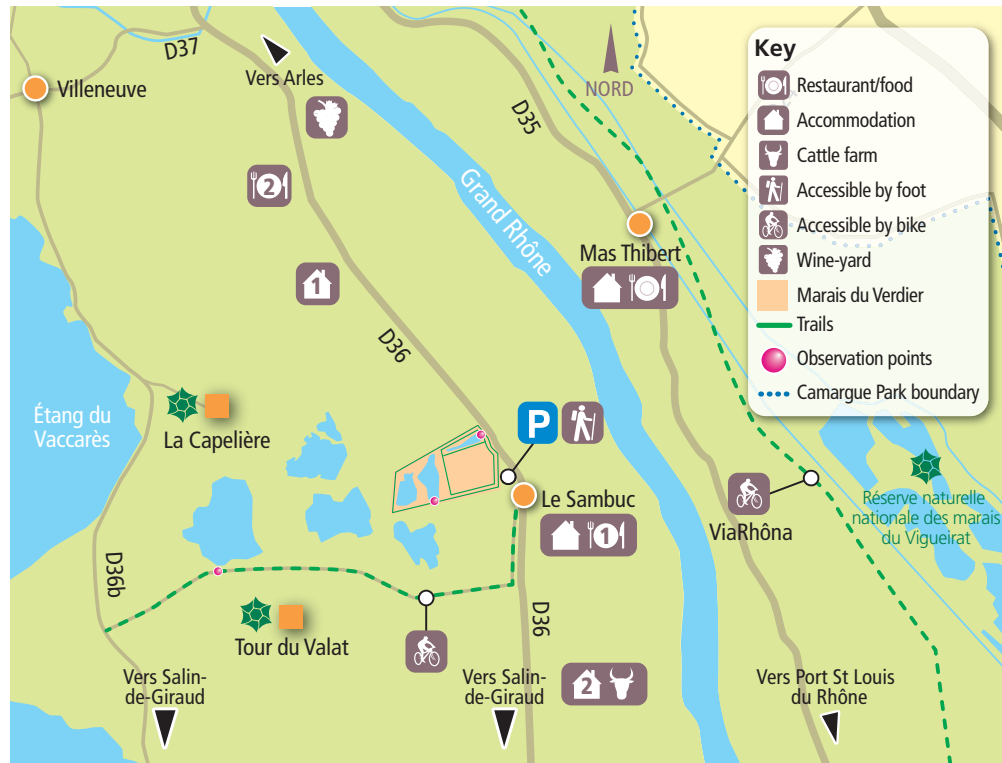 D37
Vers Arles
Villeneuve
2
1
D36
Grand Rhône
NORD
D35
Mas Thibert
Key
Restaurant/food
Accommodation
Cattle farm
Accessible by foot
Accessible by bike
Wine-yard
Marais du Verdier
Trails
Observation points
Camargue Park boundary
Étang du
Vaccarès
La Capelière
P
Le Sambuc
1
ViaRhôna
Réserve naturelle
nationale des marais
du Vigueirat
D36b
Tour du Valat
D36
Vers Salin-
de-Giraud
Vers Salin-
de-Giraud
2
Vers Port St Louis
du Rhône